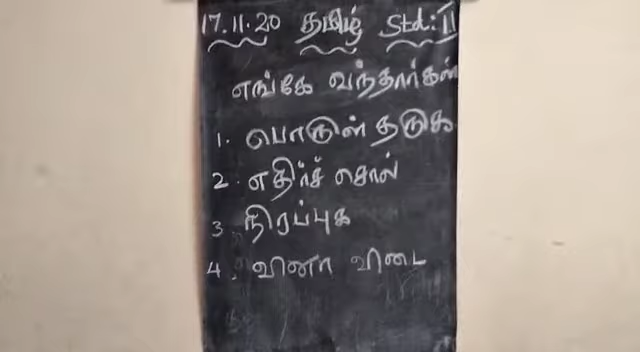 17.11.20 தமிழ் Std: II
எங்கே வந்தார்கள்
1. பொருள் தருக
2. எதிர்ச் சொல்
3. நிரப்புக
4. வினா விடை